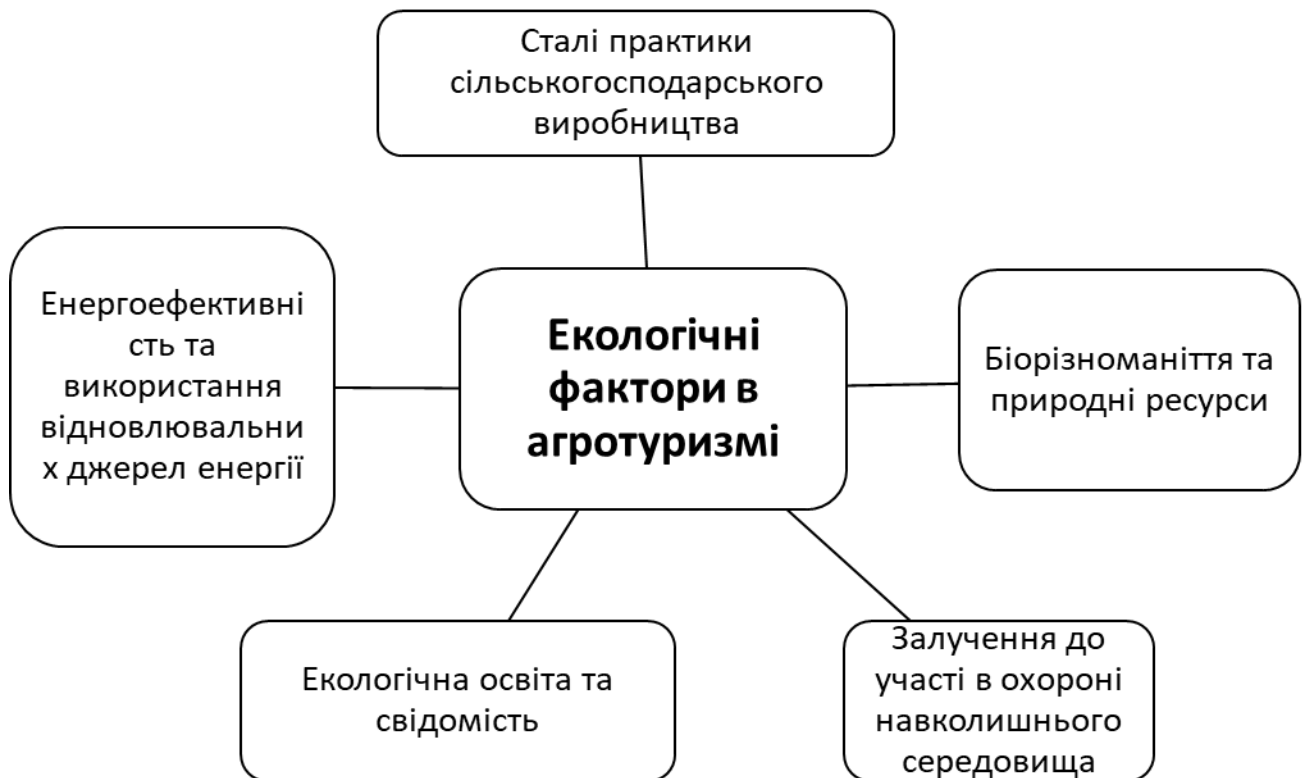 Сталі практики
сільськогосподарського
виробництва
Енергоефективні
сть та
використання
відновлювальни
х джерел енергії
Екологічні
фактори в
агротуризмі
Біорізноманіття та
природні ресурси
Екологічна освіта та
свідомість
Залучення до
участі в охороні
навколишнього
середовища